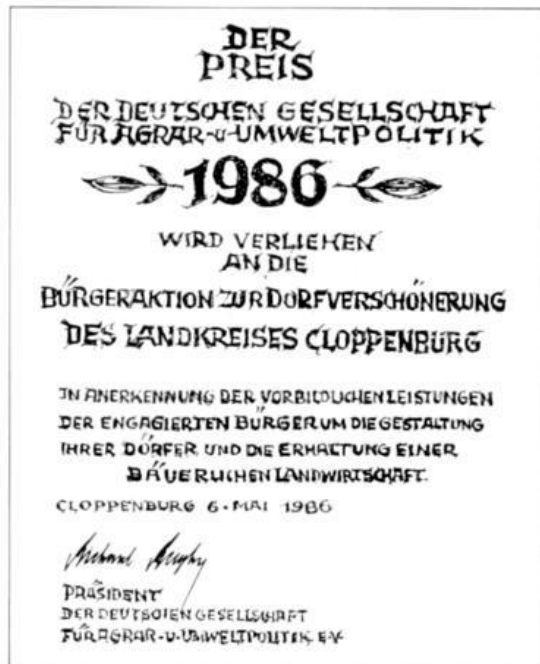 DER
PREIS
DER DEUTSCHEN GESELLSCHAFT
FÜR AGRAR-U-UMWELTPOLITIK
1986
WIRD VERLIEHEN
AN DIE
BÜRGERAKTION ZUR DORFVERSCHÖNERUNG
DES LANDKREISES CLOPPENBURG
IN ANERKENNUNG DER VORBILDLICHEN LEISTUNGEN
DER ENGAGIERTEN BÜRGER UM DIE GESTALTUNG
IHRER DÖRFER UND DIE ERHALTUNG EINER
BÄUERLICHEN LANDWIRTSCHAFT.
CLOPPENBURG 6. MAI 1986
PRÄSIDENT
DER DEUTSCHEN GESELLSCHAFT
FÜR AGRAR-U-UMWELTPOLITIK E.V.